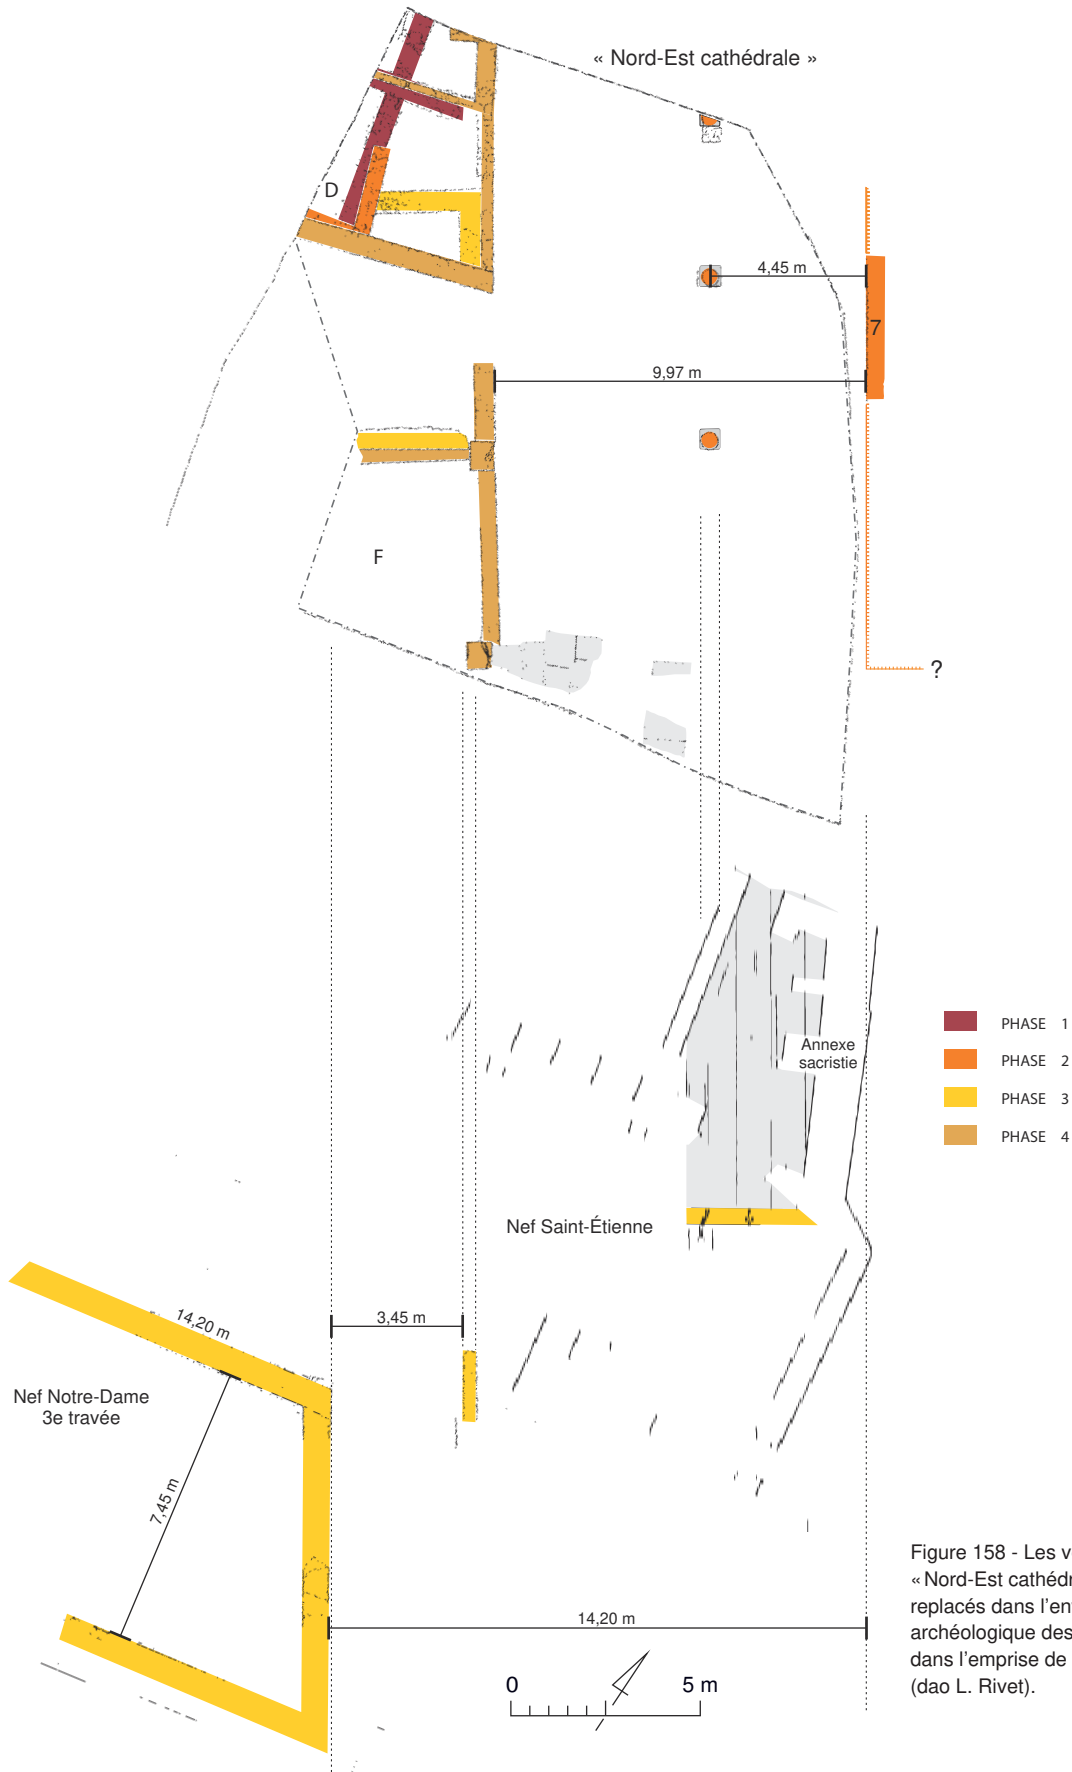 « Nord-Est cathédrale »
D
4,45 m
7
9,97 m
F
?
Annexe
sacristie
PHASE 1
PHASE 2
PHASE 3
PHASE 4
Nef Saint-Étienne
3,45 m
14,20 m
Nef Notre-Dame
3e travée
7,45 m
14,20 m
0 5 m
Figure 158 - Les v
« Nord-Est cathédr
replacés dans l'en
archéologique des
dans l'emprise de
(dao L. Rivet).